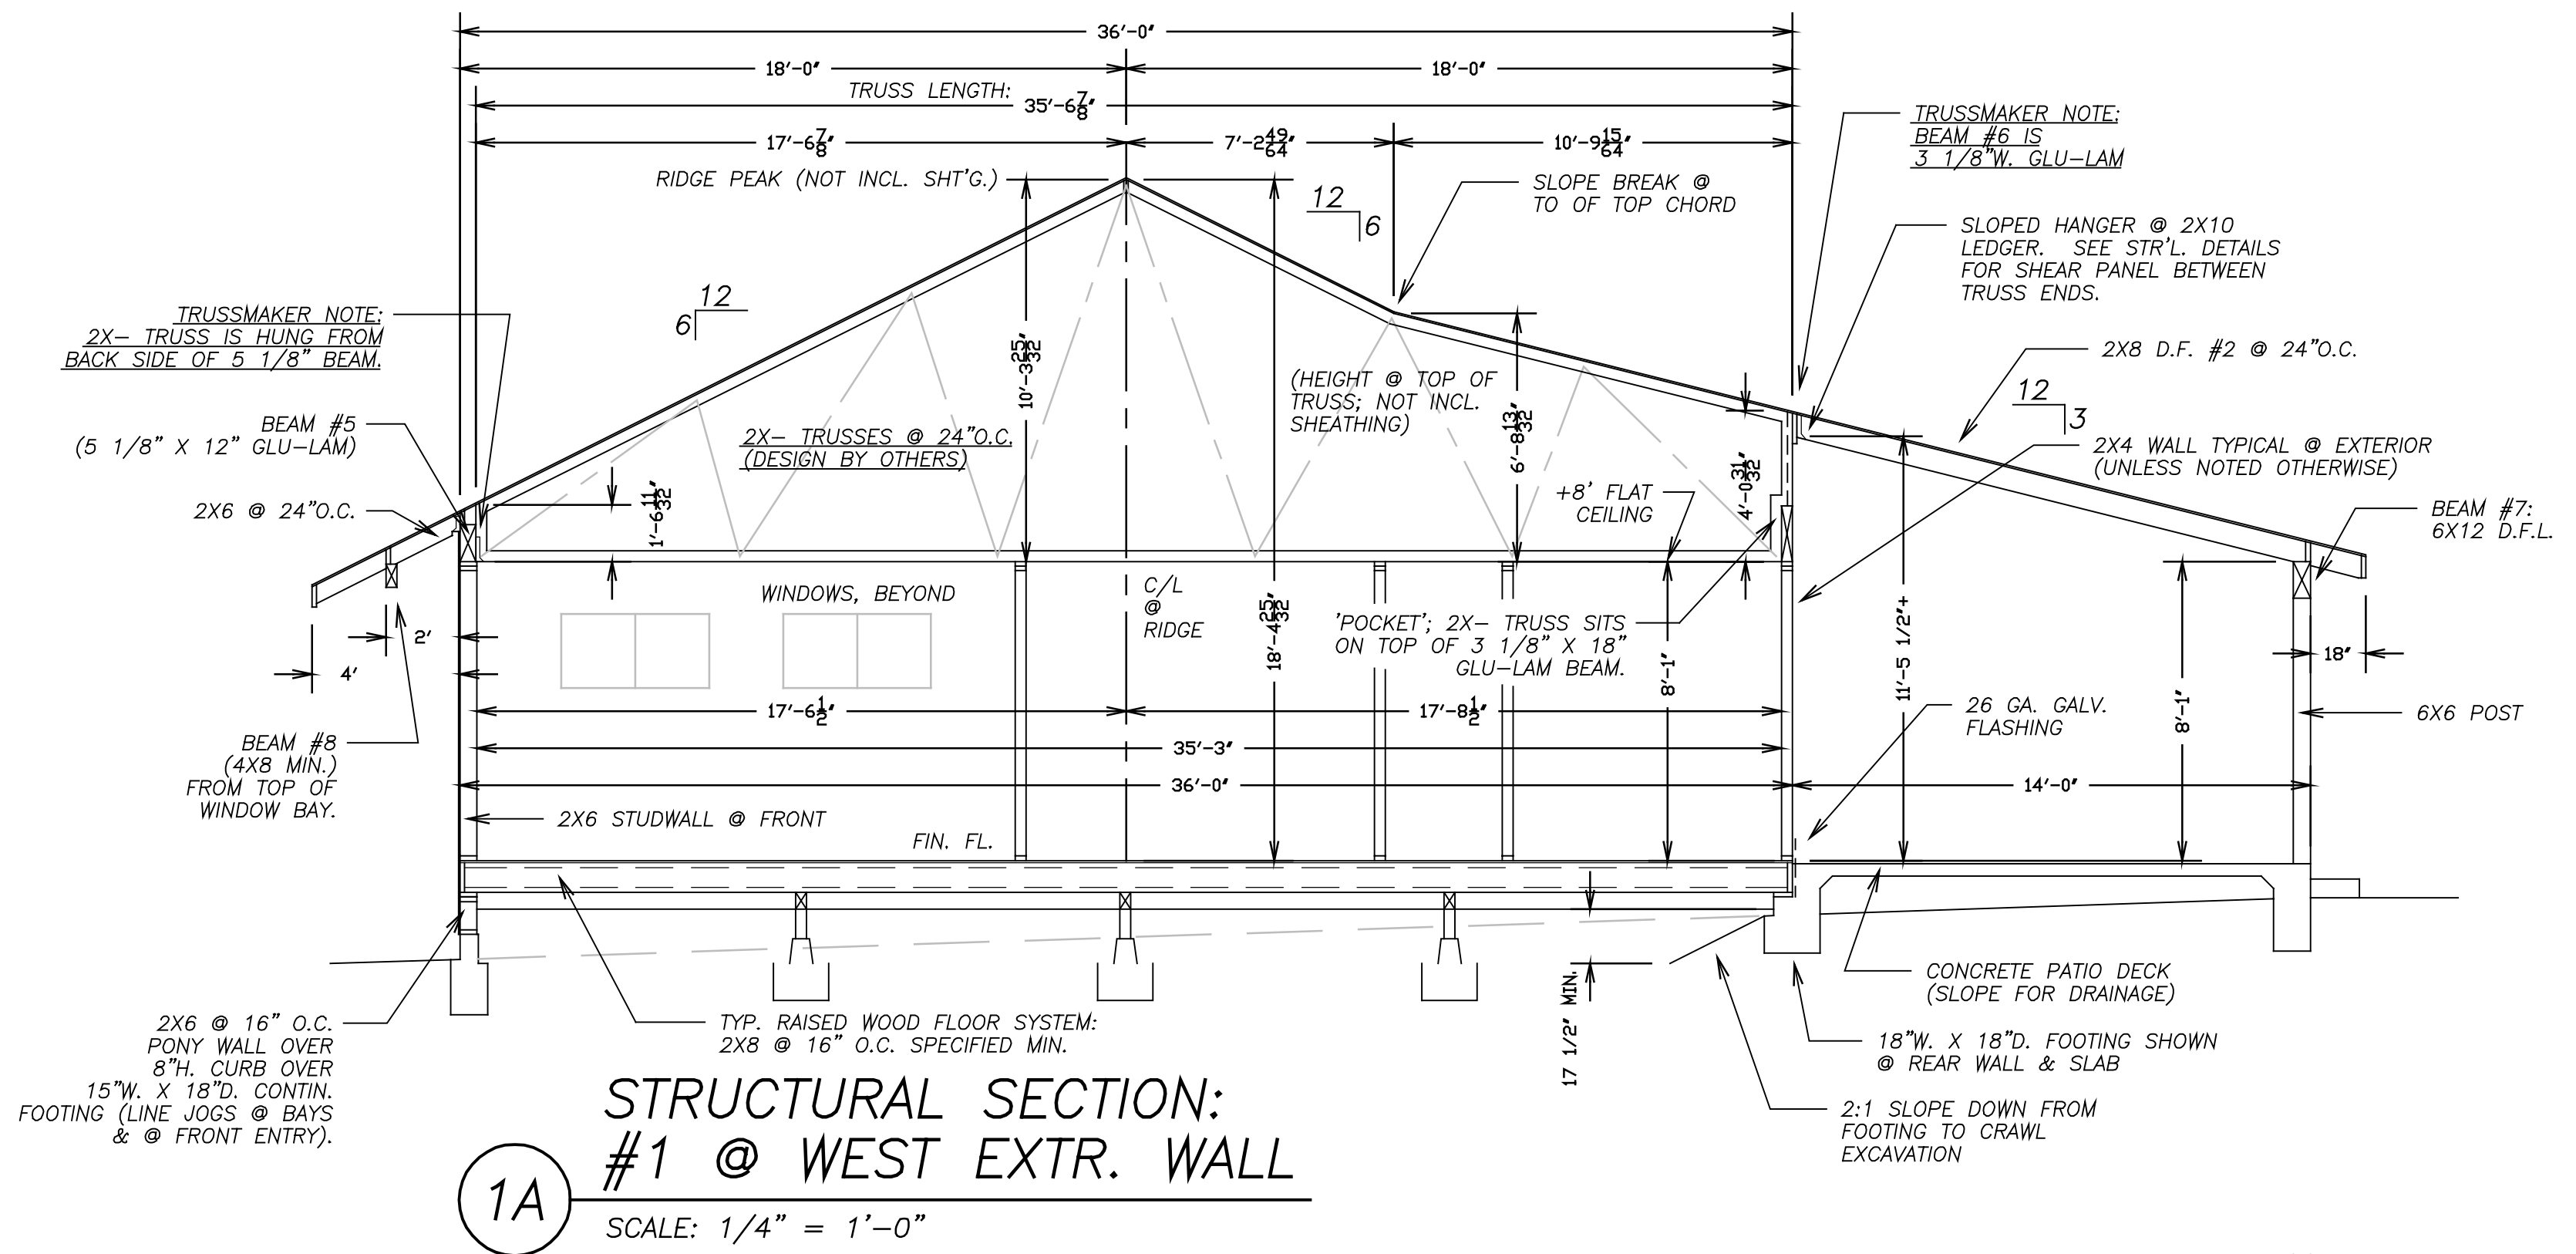 36'-0"
18'-0"
18'-0"
TRUSS LENGTH:
35'-6 7/8"
17'-6 7/8"
7'-2 49/64"
10'-9 15/64"
RIDGE PEAK (NOT INCL. SHT'G.)
12
6
SLOPE BREAK @
TO OF TOP CHORD
TRUSSMAKER NOTE:
BEAM #6 IS
3 1/8"W. GLU-LAM
SLOPED HANGER @ 2X10
LEDGER.  SEE STR'L. DETAILS
FOR SHEAR PANEL BETWEEN
TRUSS ENDS.
12
6
TRUSSMAKER NOTE:
2X- TRUSS IS HUNG FROM
BACK SIDE OF 5 1/8" BEAM.
10'-3 25/32"
(HEIGHT @ TOP OF
TRUSS; NOT INCL.
SHEATHING)
6'-8 13/32"
2X8 D.F. #2 @ 24"O.C.
12
3
BEAM #5
(5 1/8" X 12" GLU-LAM)
2X- TRUSSES @ 24"O.C.
(DESIGN BY OTHERS)
2X4 WALL TYPICAL @ EXTERIOR
(UNLESS NOTED OTHERWISE)
2X6 @ 24"O.C.
1'-6 11/32"
+8' FLAT
CEILING
4'-0 31/32"
BEAM #7:
6X12 D.F.L.
WINDOWS, BEYOND
C/L
@
RIDGE
18'-4 25/32"
'POCKET'; 2X- TRUSS SITS
ON TOP OF 3 1/8" X 18"
GLU-LAM BEAM.
8'-1"
11'-5 1/2"+
8'-1"
2'
4'
18"
17'-6 1/2"
17'-8 1/2"
26 GA. GALV.
FLASHING
6X6 POST
BEAM #8
(4X8 MIN.)
FROM TOP OF
WINDOW BAY.
35'-3"
36'-0"
14'-0"
2X6 STUDWALL @ FRONT
FIN. FL.
CONCRETE PATIO DECK
(SLOPE FOR DRAINAGE)
17 1/2" MIN.
2X6 @ 16" O.C.
PONY WALL OVER
8"H. CURB OVER
15"W. X 18"D. CONTIN.
FOOTING (LINE JOGS @ BAYS
& @ FRONT ENTRY).
TYP. RAISED WOOD FLOOR SYSTEM:
2X8 @ 16" O.C. SPECIFIED MIN.
18"W. X 18"D. FOOTING SHOWN
@ REAR WALL & SLAB
2:1 SLOPE DOWN FROM
FOOTING TO CRAWL
EXCAVATION
STRUCTURAL SECTION:
#1 @ WEST EXTR. WALL
1A
SCALE: 1/4" = 1'-0"